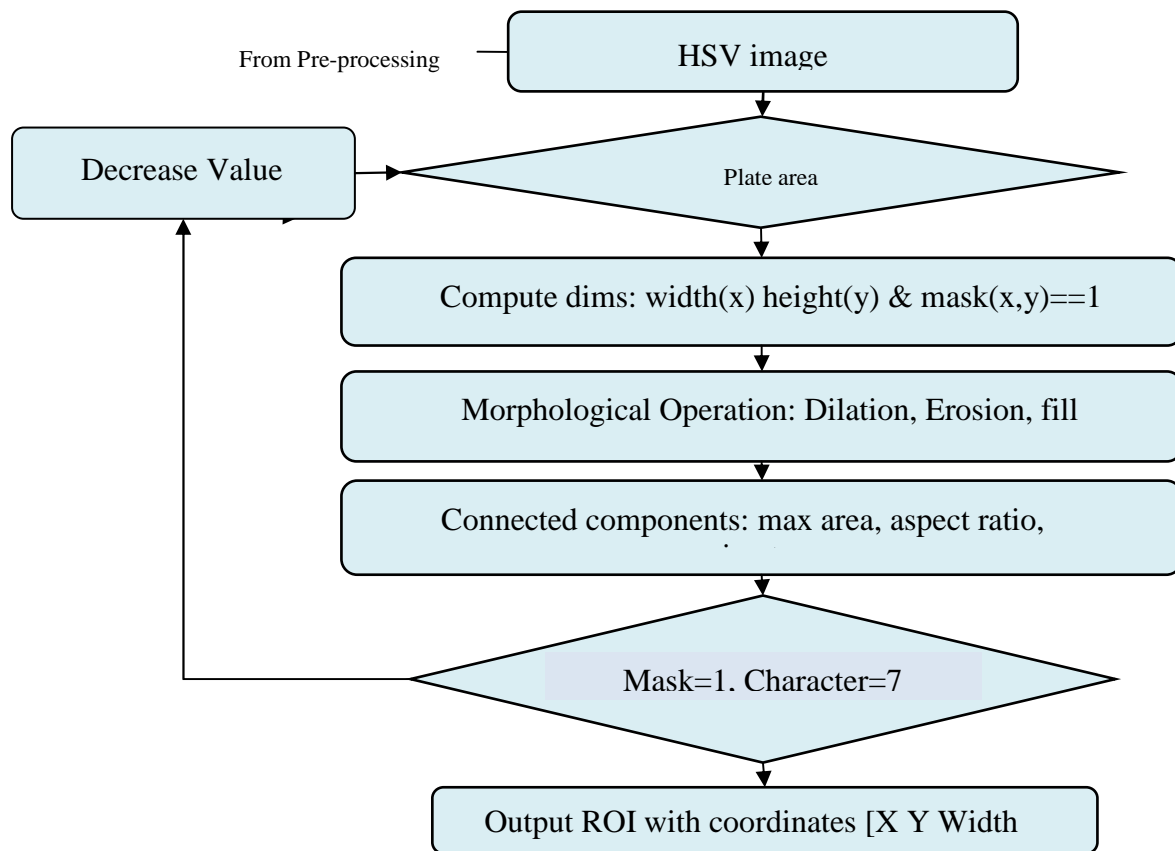 From Pre-processing
HSV image
Decrease Value
Plate area
Compute dims: width(x) height(y) & mask(x,y)==1
Morphological Operation: Dilation, Erosion, fill
Connected components: max area, aspect ratio,
Mask=1, Character=7
Output ROI with coordinates [X Y Width